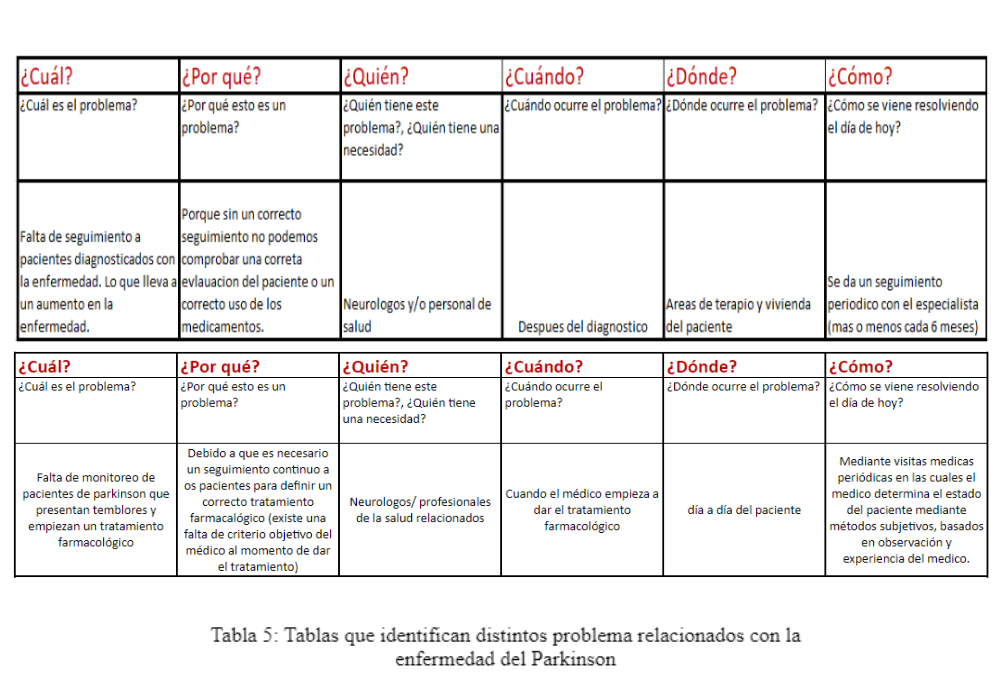 ¿Cuál?
¿Por qué?
¿Quién?
¿Cuándo?
¿Dónde?
¿Cómo?
¿Cuál es el problema?
¿Por qué esto es un
problema?
¿Quién tiene este
problema?, ¿Quién tiene una
necesidad?
¿Cuándo ocurre el problema?
¿Dónde ocurre el problema?
¿Cómo se viene resolviendo
el día de hoy?
Falta de seguimiento a
pacientes diagnosticados con
la enfermedad. Lo que lleva a
un aumento en la
enfermedad.
Porque sin un correcto
seguimiento no podemos
comprobar una correta
evlauacion del paciente o un
correcto uso de los
medicamentos.
Neurologos y/o personal de
salud
Despues del diagnostico
Areas de terapio y vivienda
del paciente
Se da un seguimiento
periodico con el especialista
(mas o menos cada 6 meses)
¿Cuál?
¿Por qué?
¿Quién?
¿Cuándo?
¿Dónde?
¿Cómo?
¿Cuál es el problema?
¿Por qué esto es un
problema?
¿Quién tiene este
problema?, ¿Quién tiene
una necesidad?
¿Cuándo ocurre el
problema?
¿Dónde ocurre el problema?
¿Cómo se viene resolviendo
el día de hoy?
Falta de monitoreo de
pacientes de parkinson que
presentan temblores y
empiezan un tratamiento
farmacológico
Debido a que es necesario
un seguimiento continuo a
os pacientes para definir un
correcto tratamiento
farmacalógico (existe una
falta de criterio objetivo del
médico al momento de dar
el tratamiento)
Neurologos/ profesionales
de la salud relacionados
Cuando el médico empieza a
dar el tratamiento
farmacológico
día a día del paciente
Mediante visitas medicas
periódicas en las cuales el
medico determina el estado
del paciente mediante
métodos subjetivos, basados
en observación y
experiencia del medico.
Tabla 5: Tablas que identifican distintos problema relacionados con la
enfermedad del Parkinson